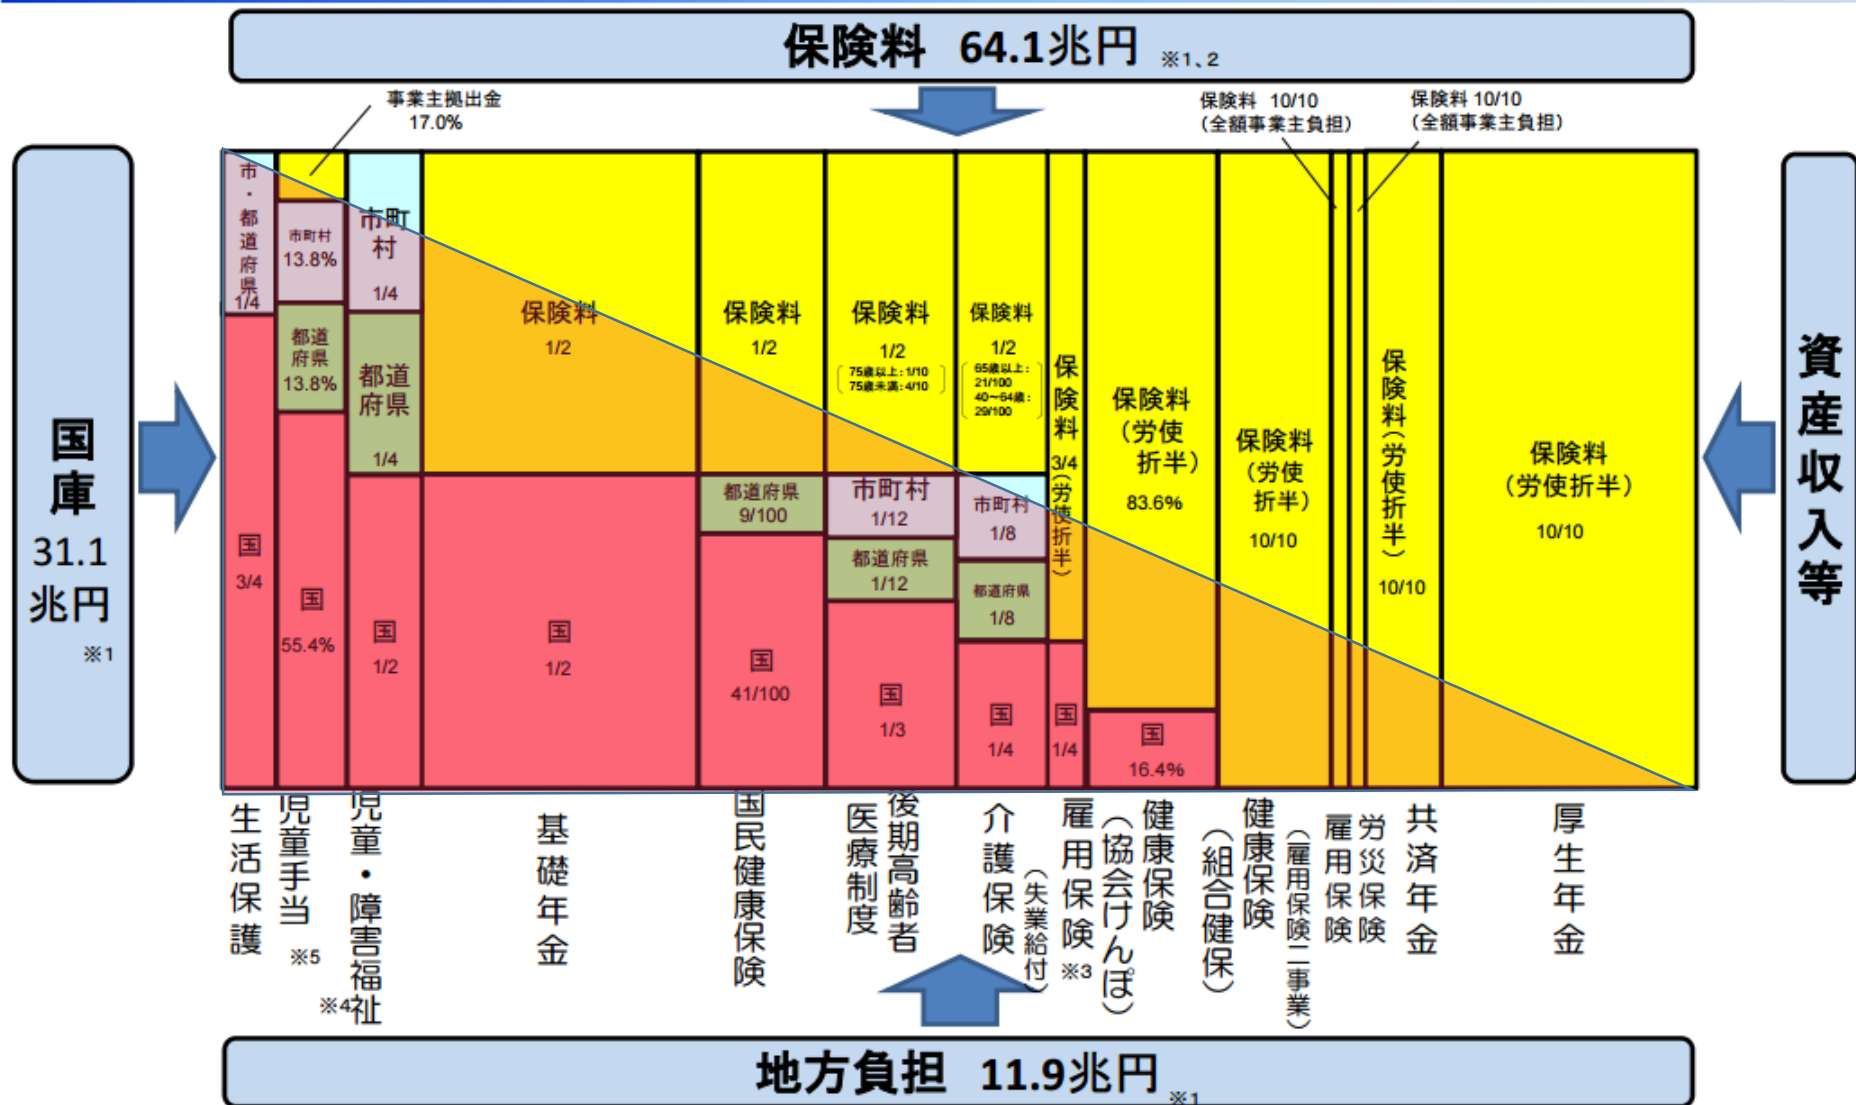 保険料 64.1兆円 ※1、2
事業主拠出金
17.0%
保険料 10/10
（全額事業主負担）
保険料 10/10
（全額事業主負担）
国庫
31.1
兆円
※1
資産収入等
市・都道府県
1/4
国
3/4
市町村
13.8%
都道
府県
13.8%
国
55.4%
市町
村
1/4
都道
府県
1/4
国
1/2
保険料
1/2
国
1/2
保険料
1/2
都道府県
9/100
国
41/100
保険料
1/2
75歳以上：1/10
75歳未満：4/10
市町村
1/12
都道府県
1/12
国
1/3
保険料
1/2
65歳以上：
21/100
40～64歳：
29/100
市町村
1/8
都道府県
1/8
国
1/4
保険料
3/4
（労使折半）
国
1/4
保険料
（労使
折半）
83.6%
国
16.4%
保険料
（労使
折半）
10/10
保険料（労使折半）
10/10
保険料
（労使折半）
10/10
生活保護
児童手当
※5
児童・障害福祉
※4
基礎年金
国民健康保険
後期高齢者
医療制度
介護保険
雇用保険
（失業給付）
※3
健康保険
（協会けんぽ）
健康保険
（組合健保）
雇用保険
（雇用保険二事業）
労災保険
共済年金
厚生年金
地方負担 11.9兆円 ※1